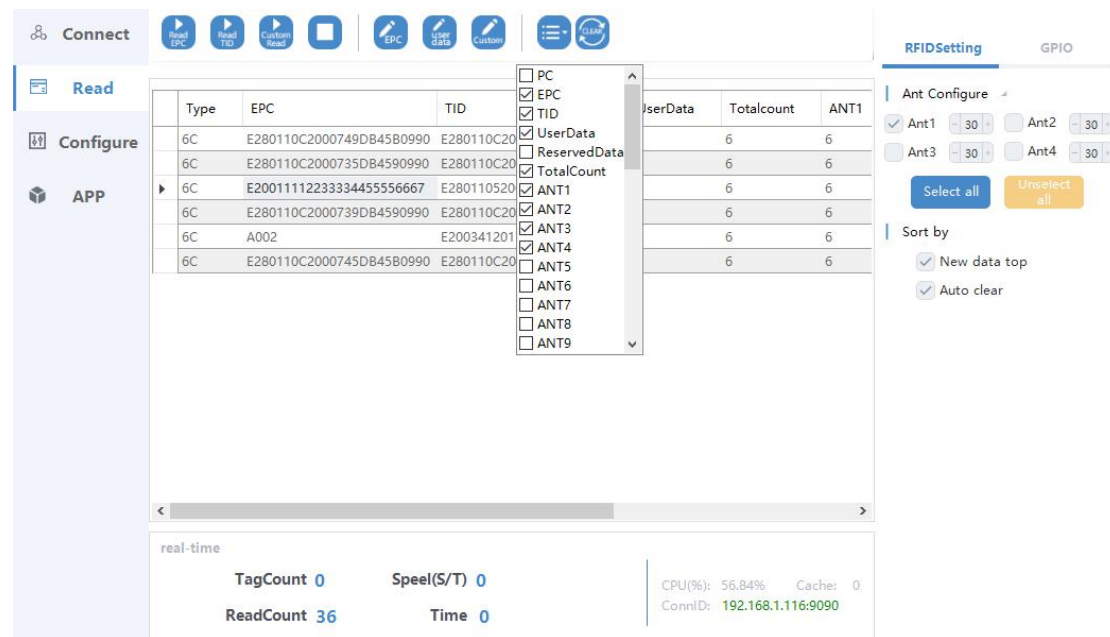 Connect
Read
Configure
APP
Read EPC
Read TID
Custom Read
EPC
user data
Custom
CLEAR
PC
EPC
TID
UserData
ReservedData
TotalCount
ANT1
ANT2
ANT3
ANT4
ANT5
ANT6
ANT7
ANT8
ANT9
Type EPC TID UserData Totalcount ANT1
6C E280110C2000749DB45B0990 E280110C20 6 6
6C E280110C2000735DB4590990 E280110C20 6 6
6C E20011112233334455556667 E280110520 6 6
6C E280110C2000739DB4590990 E280110C20 6 6
6C A002 E200341201 6 6
6C E280110C2000745DB45B0990 E280110C20 6 6
real-time
TagCount 0 Speel(S/T) 0
ReadCount 36 Time 0
CPU(%): 56.84% Cache: 0
ConnID: 192.168.1.116:9090
RFIDSetting GPIO
Ant Configure
Ant1 - 30 + Ant2 - 30 +
Ant3 - 30 + Ant4 - 30 +
Select all Unselect all
Sort by
New data top
Auto clear